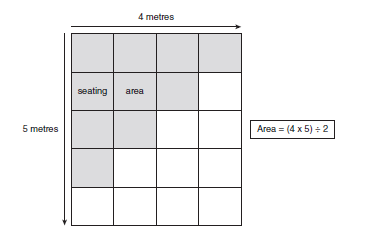 4 metres
seating area
5 metres
Area = (4 x 5) ÷ 2